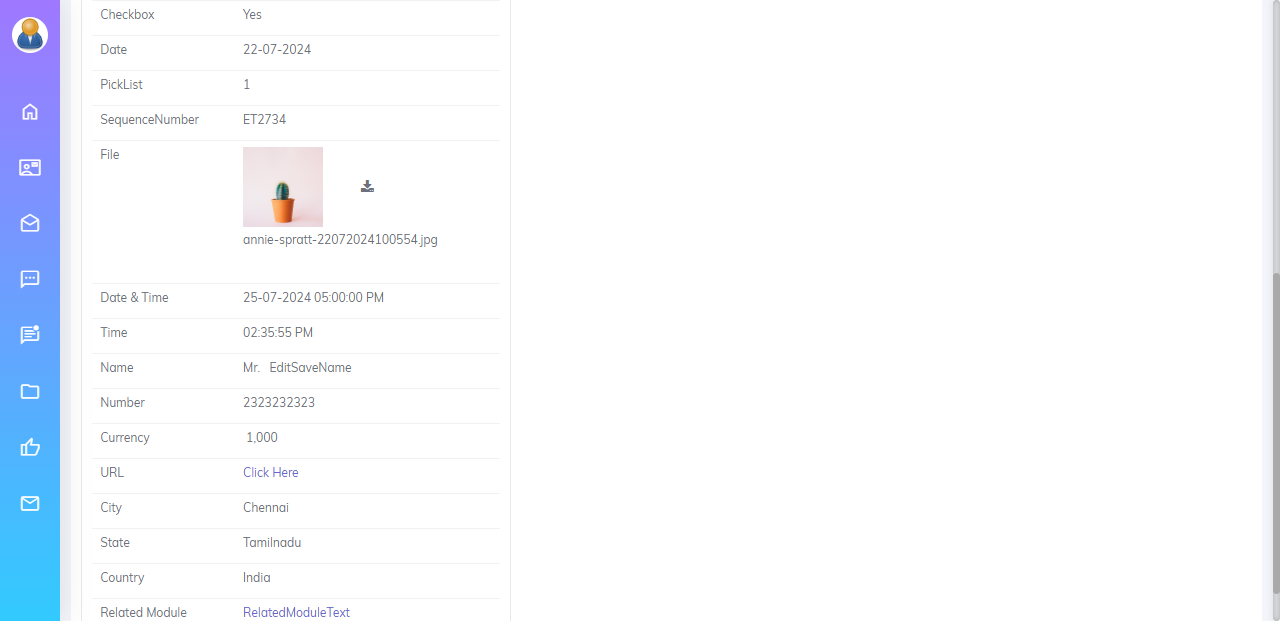 Checkbox Yes
Date 22-07-2024
PickList 1
SequenceNumber ET2734
File
annie-spratt-22072024100554.jpg
Date & Time 25-07-2024 05:00:00 PM
Time 02:35:55 PM
Name Mr. EditSaveName
Number 2323232323
Currency 1,000
URL Click Here
City Chennai
State Tamilnadu
Country India
Related Module RelatedModuleText